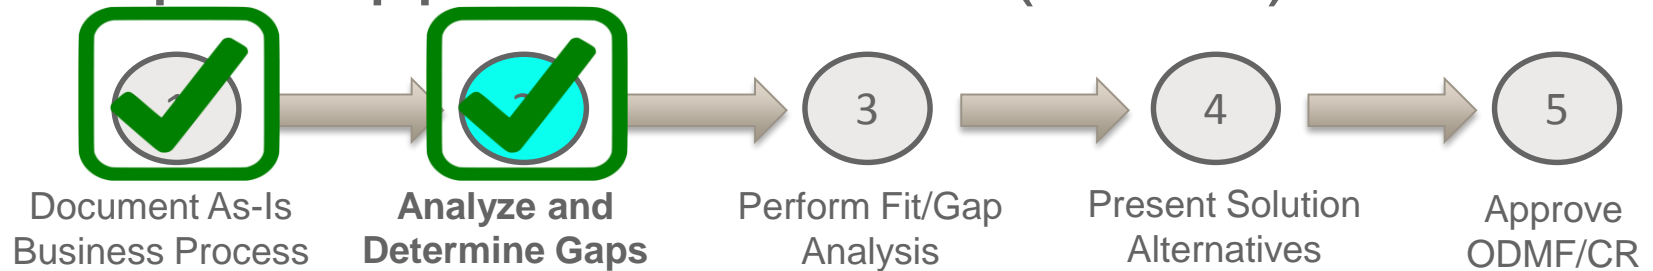 3
4
5
Document As-Is
Business Process
Analyze and
Determine Gaps
Perform Fit/Gap
Analysis
Present Solution
Alternatives
Approve
ODMF/CR